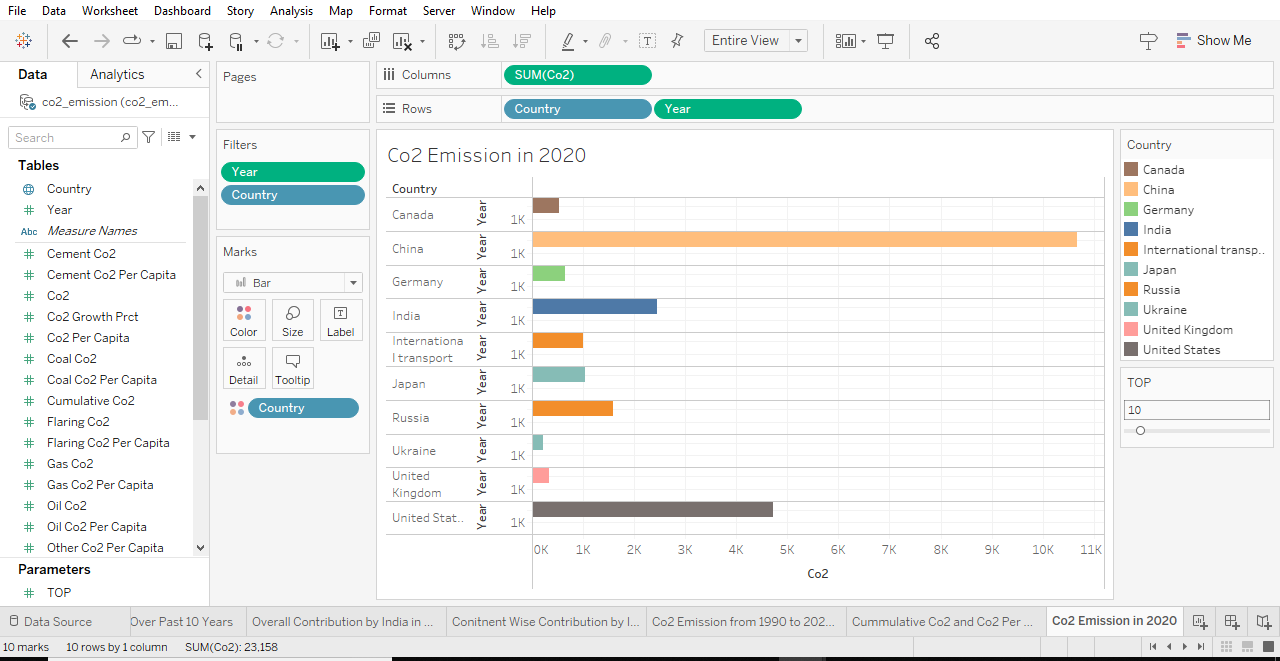 File Data Worksheet Dashboard Story Analysis Map Format Server Window Help
Entire View
Show Me
Data Analytics
co2_emission (co2_em...
Search
Tables
Country
Year
Abc Measure Names
Cement Co2
Cement Co2 Per Capita
Co2
Co2 Growth Prct
Co2 Per Capita
Coal Co2
Coal Co2 Per Capita
Cumulative Co2
Flaring Co2
Flaring Co2 Per Capita
Gas Co2
Gas Co2 Per Capita
Oil Co2
Oil Co2 Per Capita
Other Co2 Per Capita
Parameters
TOP
Pages
Filters
Year
Country
Marks
Bar
Color Size Label
Detail Tooltip
Country
Columns SUM(Co2)
Rows Country Year
Co2 Emission in 2020
Country
Canada Year 1K
China Year 1K
Germany Year 1K
India Year 1K
Internationa
l transport Year 1K
Japan Year 1K
Russia Year 1K
Ukraine Year 1K
United
Kingdom Year 1K
United Stat.. Year 1K
0K 1K 2K 3K 4K 5K 6K 7K 8K 9K 10K 11K
Co2
Country
Canada
China
Germany
India
International transp..
Japan
Russia
Ukraine
United Kingdom
United States
TOP
10
Data Source Over Past 10 Years Overall Contribution by India in ... Conitnent Wise Contribution by I... Co2 Emission from 1990 to 202... Cummulative Co2 and Co2 Per ... Co2 Emission in 2020
10 marks 10 rows by 1 column SUM(Co2): 23,158